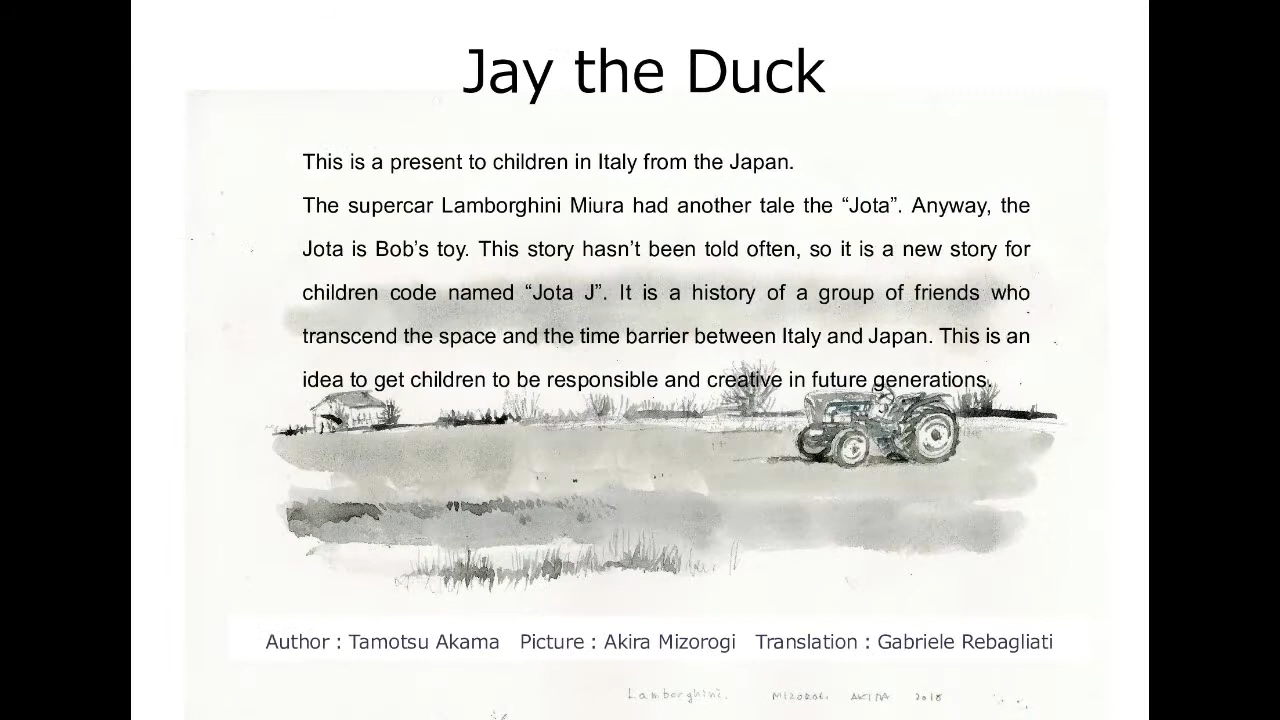 Jay the Duck
This is a present to children in Italy from the Japan.
The supercar Lamborghini Miura had another tale the “Jota”. Anyway, the
Jota is Bob’s toy. This story hasn’t been told often, so it is a new story for
children code named “Jota J”. It is a history of a group of friends who
transcend the space and the time barrier between Italy and Japan. This is an
idea to get children to be responsible and creative in future generations.
Author : Tamotsu Akama Picture : Akira Mizorogi Translation : Gabriele Rebagliati
Lamborghini. MIZOROGI AKIRA 2018